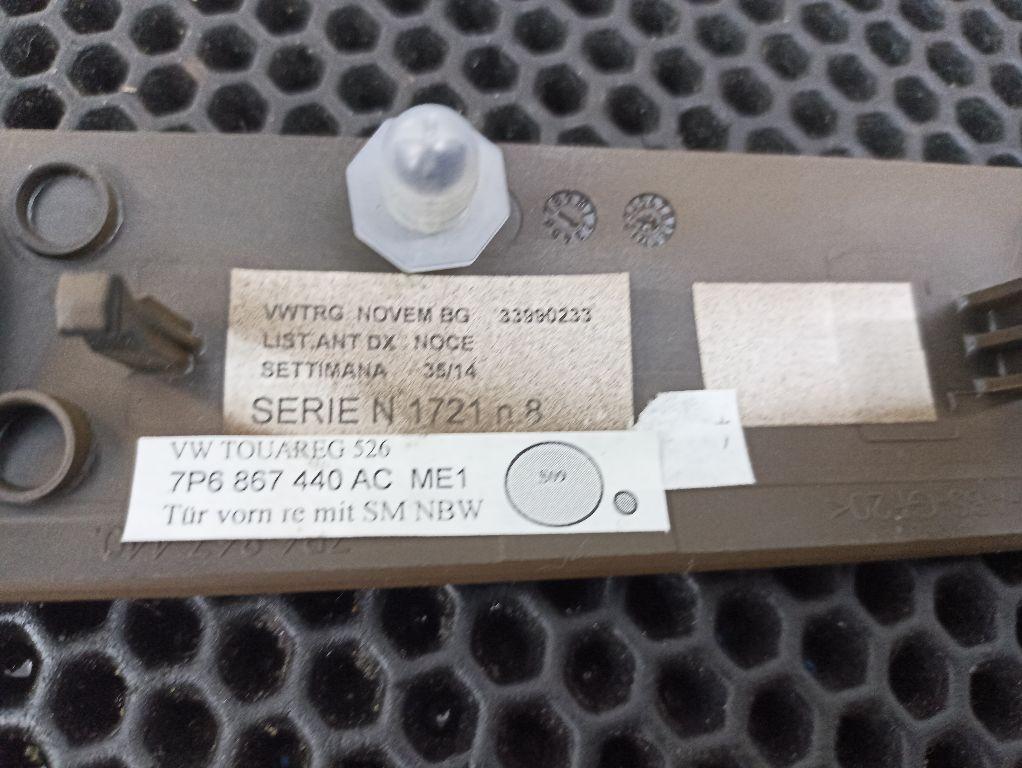 VWTRG NOVEM BG 33990233
LIST.ANT DX NOCE
SETTIMANA 35/14
SERIE N 1721 n 8
VW TOUAREG 526
7P6 867 440 AC ME1
509
Tür vorn re mit SM NBW